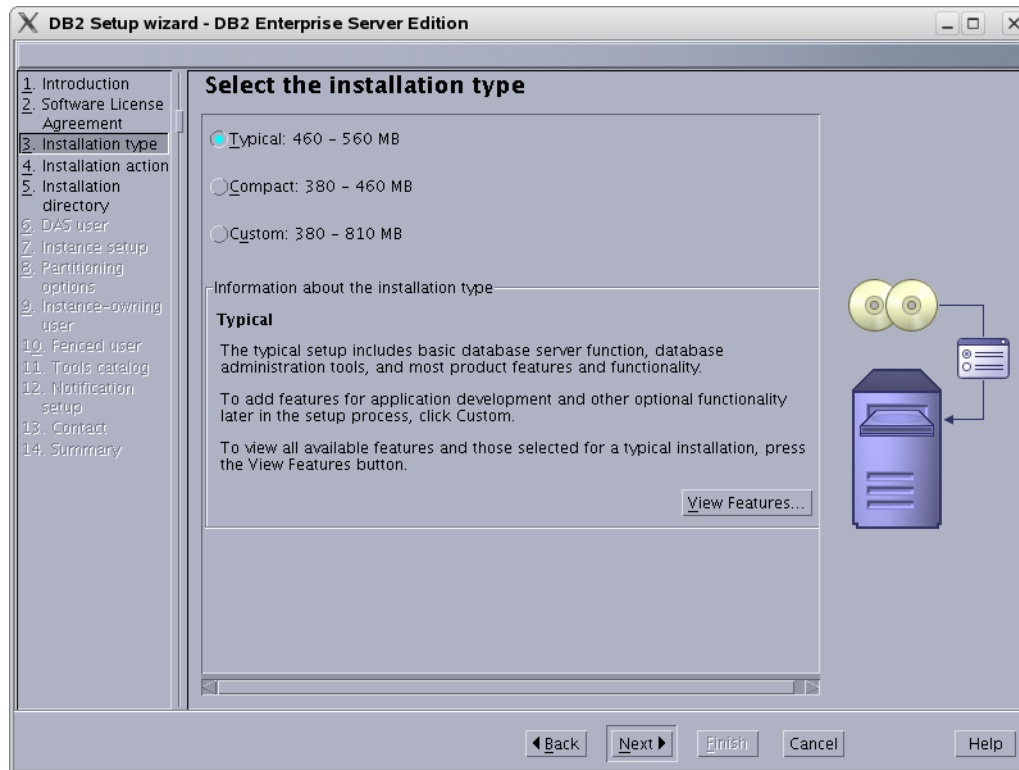 DB2 Setup wizard - DB2 Enterprise Server Edition
1. Introduction
2. Software License
Agreement
3. Installation type
4. Installation action
5. Installation
directory
6. DAS user
7. Instance setup
8. Partitioning
options
9. Instance-owning
user
10. Fenced user
11. Tools catalog
12. Notification
setup
13. Contact
14. Summary
Select the installation type
Typical: 460 - 560 MB
Compact: 380 - 460 MB
Custom: 380 - 810 MB
Information about the installation type
Typical
The typical setup includes basic database server function, database
administration tools, and most product features and functionality.
To add features for application development and other optional functionality
later in the setup process, click Custom.
To view all available features and those selected for a typical installation, press
the View Features button.
View Features...
Back Next Finish Cancel Help